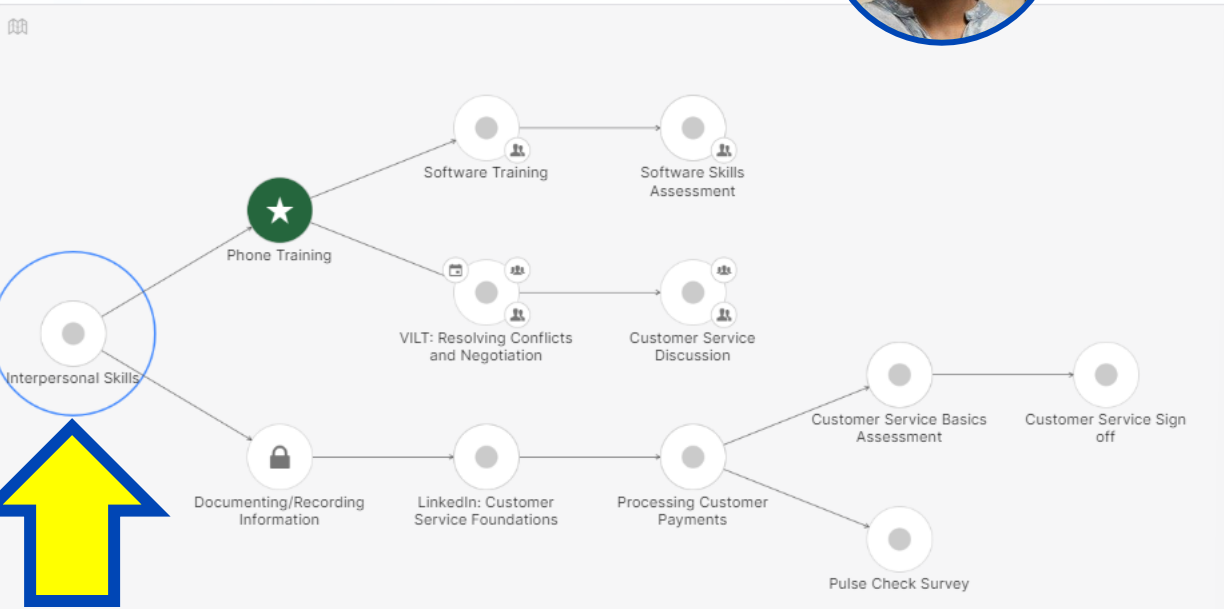 Software Training
Software Skills
Assessment
Phone Training
VILT: Resolving Conflicts
and Negotiation
Customer Service
Discussion
Interpersonal Skills
Customer Service Basics
Assessment
Customer Service Sign
off
Documenting/Recording
Information
LinkedIn: Customer
Service Foundations
Processing Customer
Payments
Pulse Check Survey